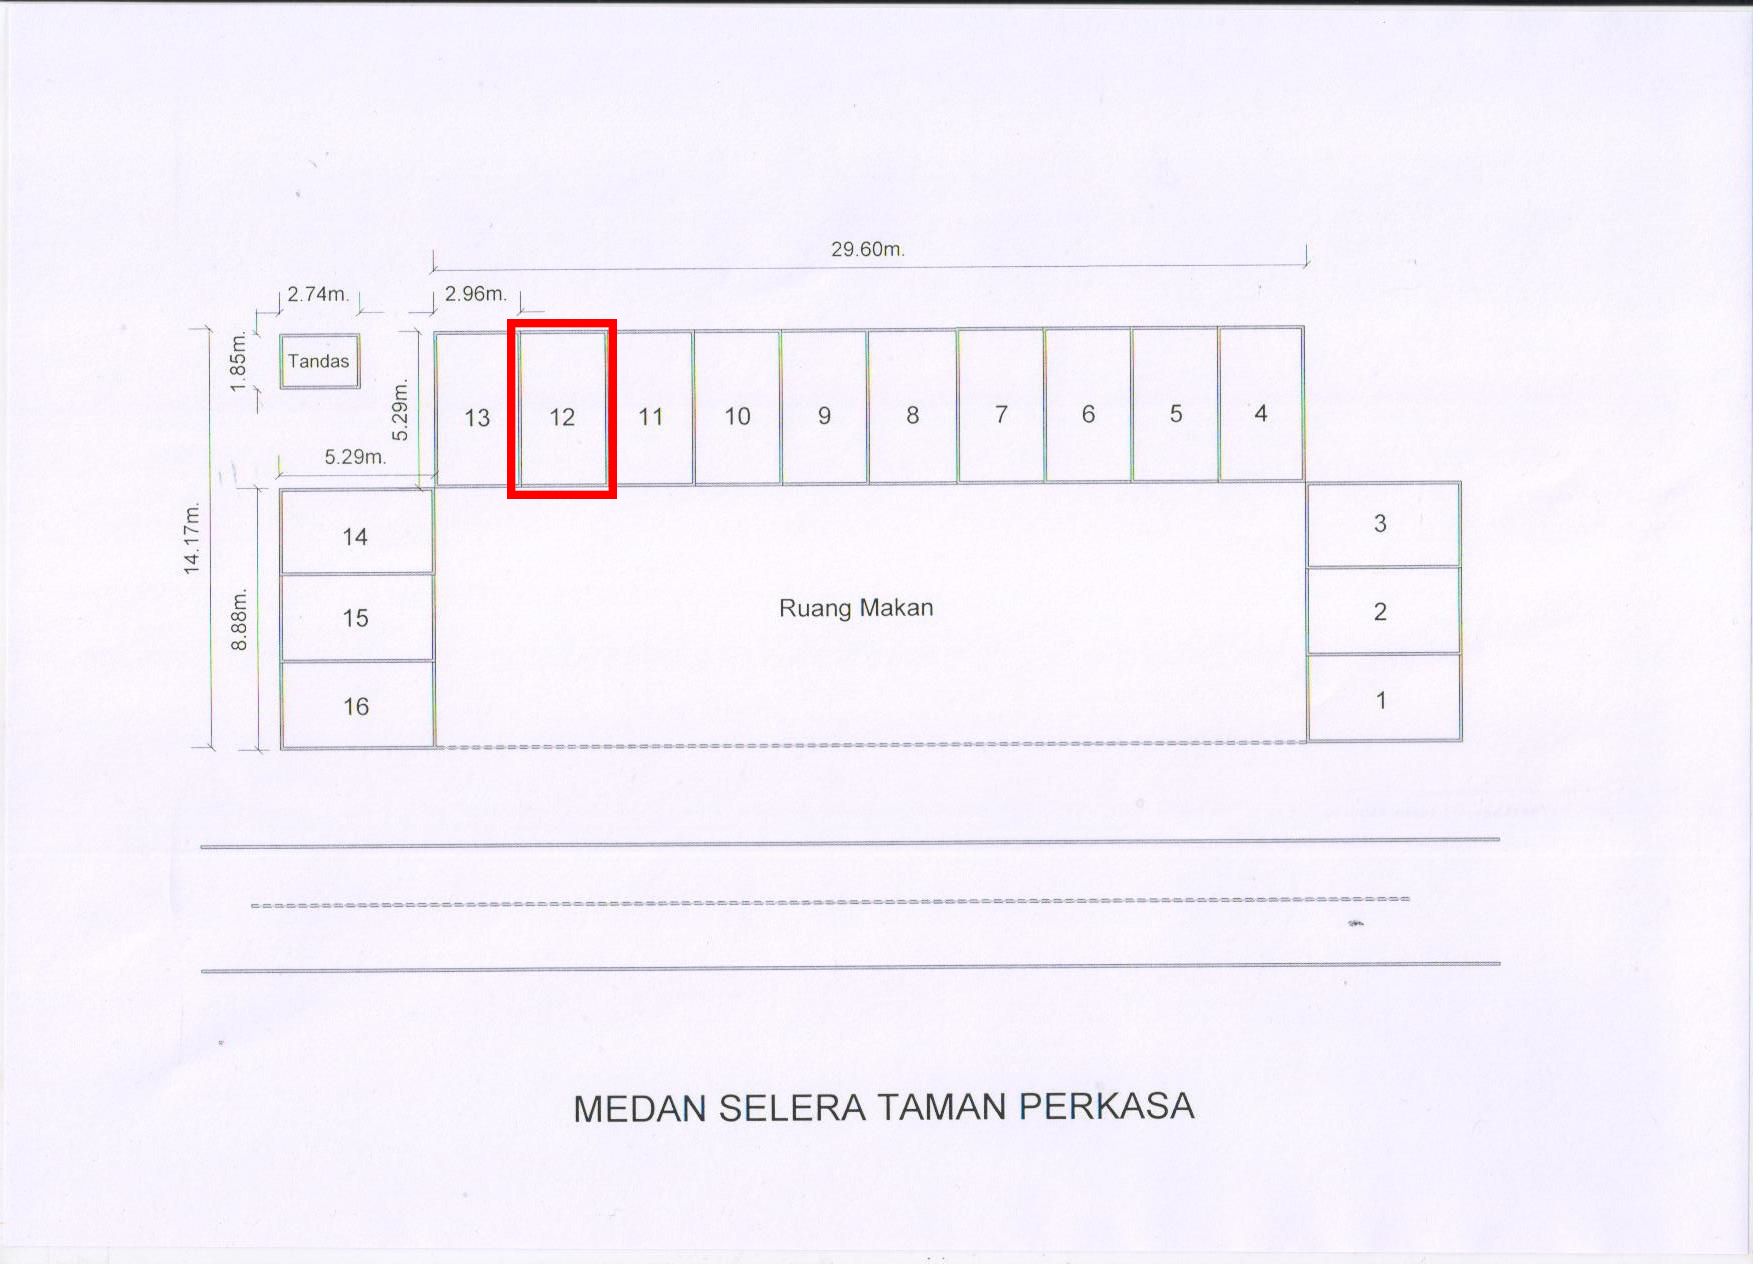 29.60m.
2.74m.
2.96m.
1.85m.
Tandas
5.29m.
13
12
11
10
9
8
7
6
5
4
5.29m.
14.17m.
8.88m.
14
15
16
Ruang Makan
3
2
1
MEDAN SELERA TAMAN PERKASA